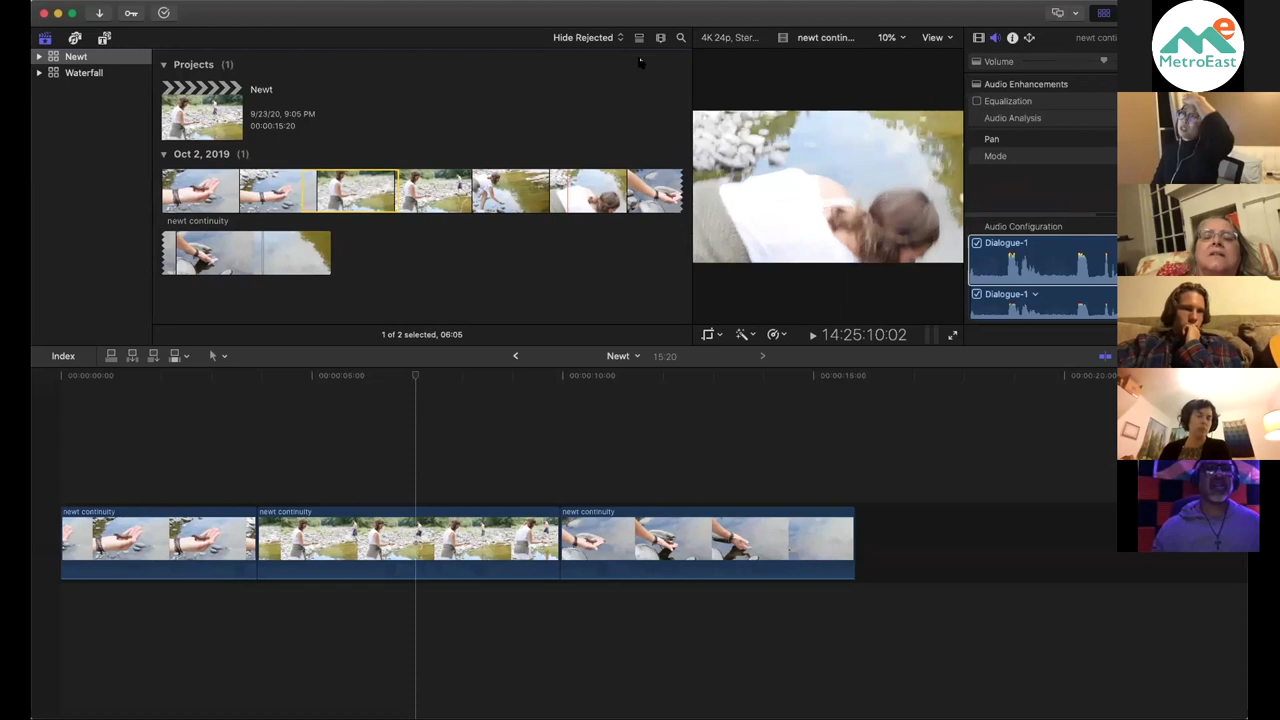 Hide Rejected
4K 24p, Ster...
newt contin...
10%
View
newt conti
Newt
Waterfall
Projects (1)
Newt
9/23/20, 9:05 PM
00:00:15:20
Oct 2, 2019 (1)
newt continuity
1 of 2 selected, 06:05
14:25:10:02
Volume
Audio Enhancements
Equalization
Audio Analysis
Pan
Mode
Audio Configuration
Dialogue-1
Dialogue-1
e
MetroEast
Index
Newt
15:20
00:00:00:00
00:00:05:00
00:00:10:00
00:00:15:00
00:00:20:00
newt continuity
newt continuity
newt continuity